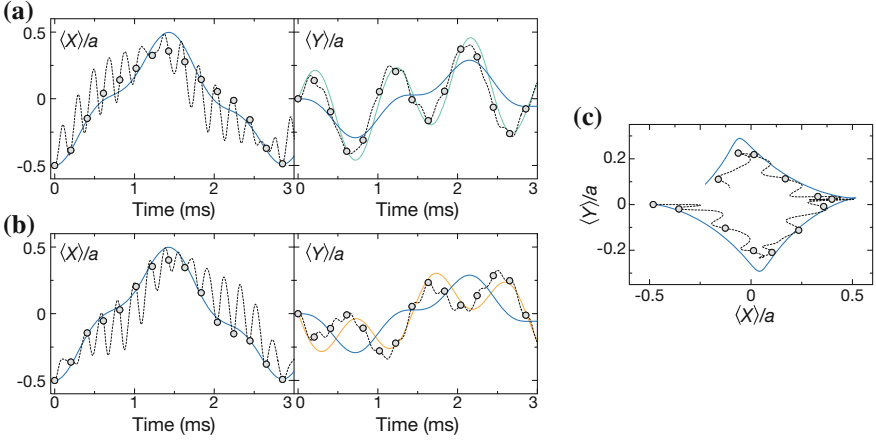 (a)
⟨X⟩/a
⟨Y⟩/a
0.5
0
-0.5
0 1 2 3 0 1 2 3
Time (ms) Time (ms)
(b)
⟨X⟩/a
⟨Y⟩/a
0.5
0
-0.5
0 1 2 3 0 1 2 3
Time (ms) Time (ms)
(c)
⟨Y⟩/a
0.2
0
-0.2
-0.5 0 0.5
⟨X⟩/a